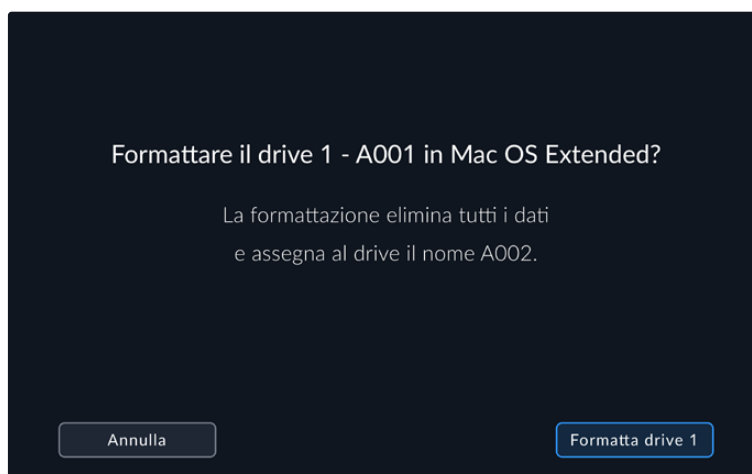 Formattare il drive 1 - A001 in Mac OS Extended?
La formattazione elimina tutti i dati
e assegna al drive il nome A002.
Annulla
Formatta drive 1